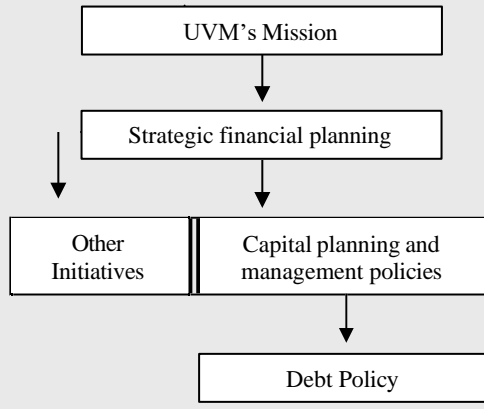 UVM’s Mission
Strategic financial planning
Other
Initiatives
Capital planning and
management policies
Debt Policy